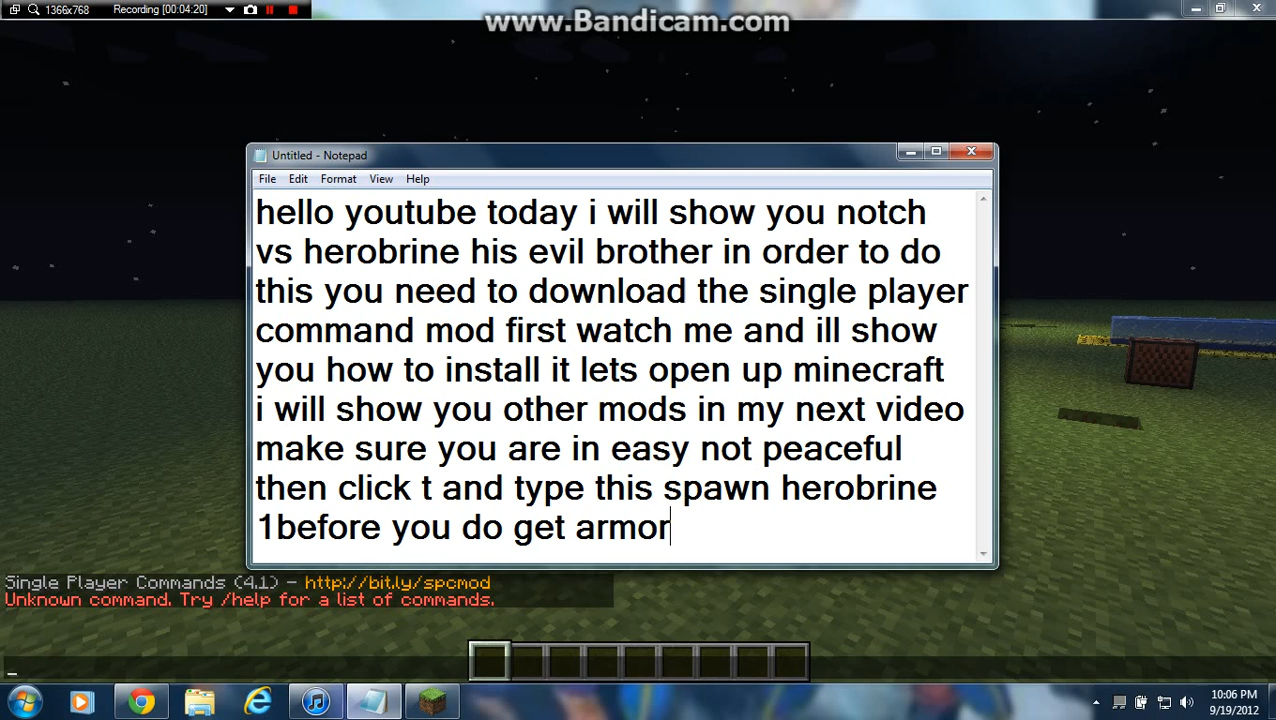 1366x768 Recording [00:04:20]
www.Bandicam.com
Untitled - Notepad
File Edit Format View Help
hello youtube today i will show you notch
vs herobrine his evil brother in order to do
this you need to download the single player
command mod first watch me and ill show
you how to install it lets open up minecraft
i will show you other mods in my next video
make sure you are in easy not peaceful
then click t and type this spawn herobrine
1before you do get armor
Single Player Commands (4.1) - http://bit.ly/spcmod
Unknown command. Try /help for a list of commands.
10:06 PM
9/19/2012